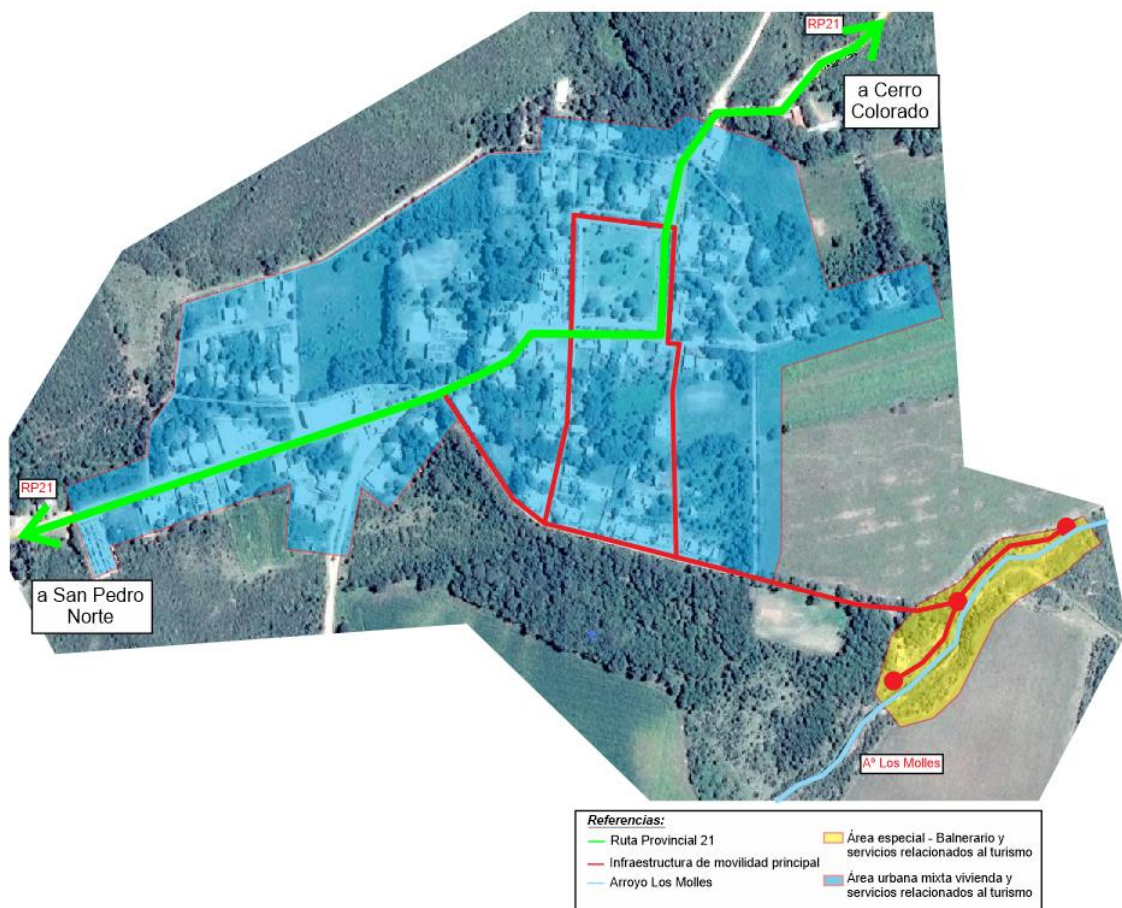 RP21
a Cerro
Colorado
RP21
a San Pedro
Norte
Aº Los Molles
Referencias:
Ruta Provincial 21
Infraestructura de movilidad principal
Arroyo Los Molles
Área especial - Balnerario y
servicios relacionados al turismo
Área urbana mixta vivienda y
servicios relacionados al turismo